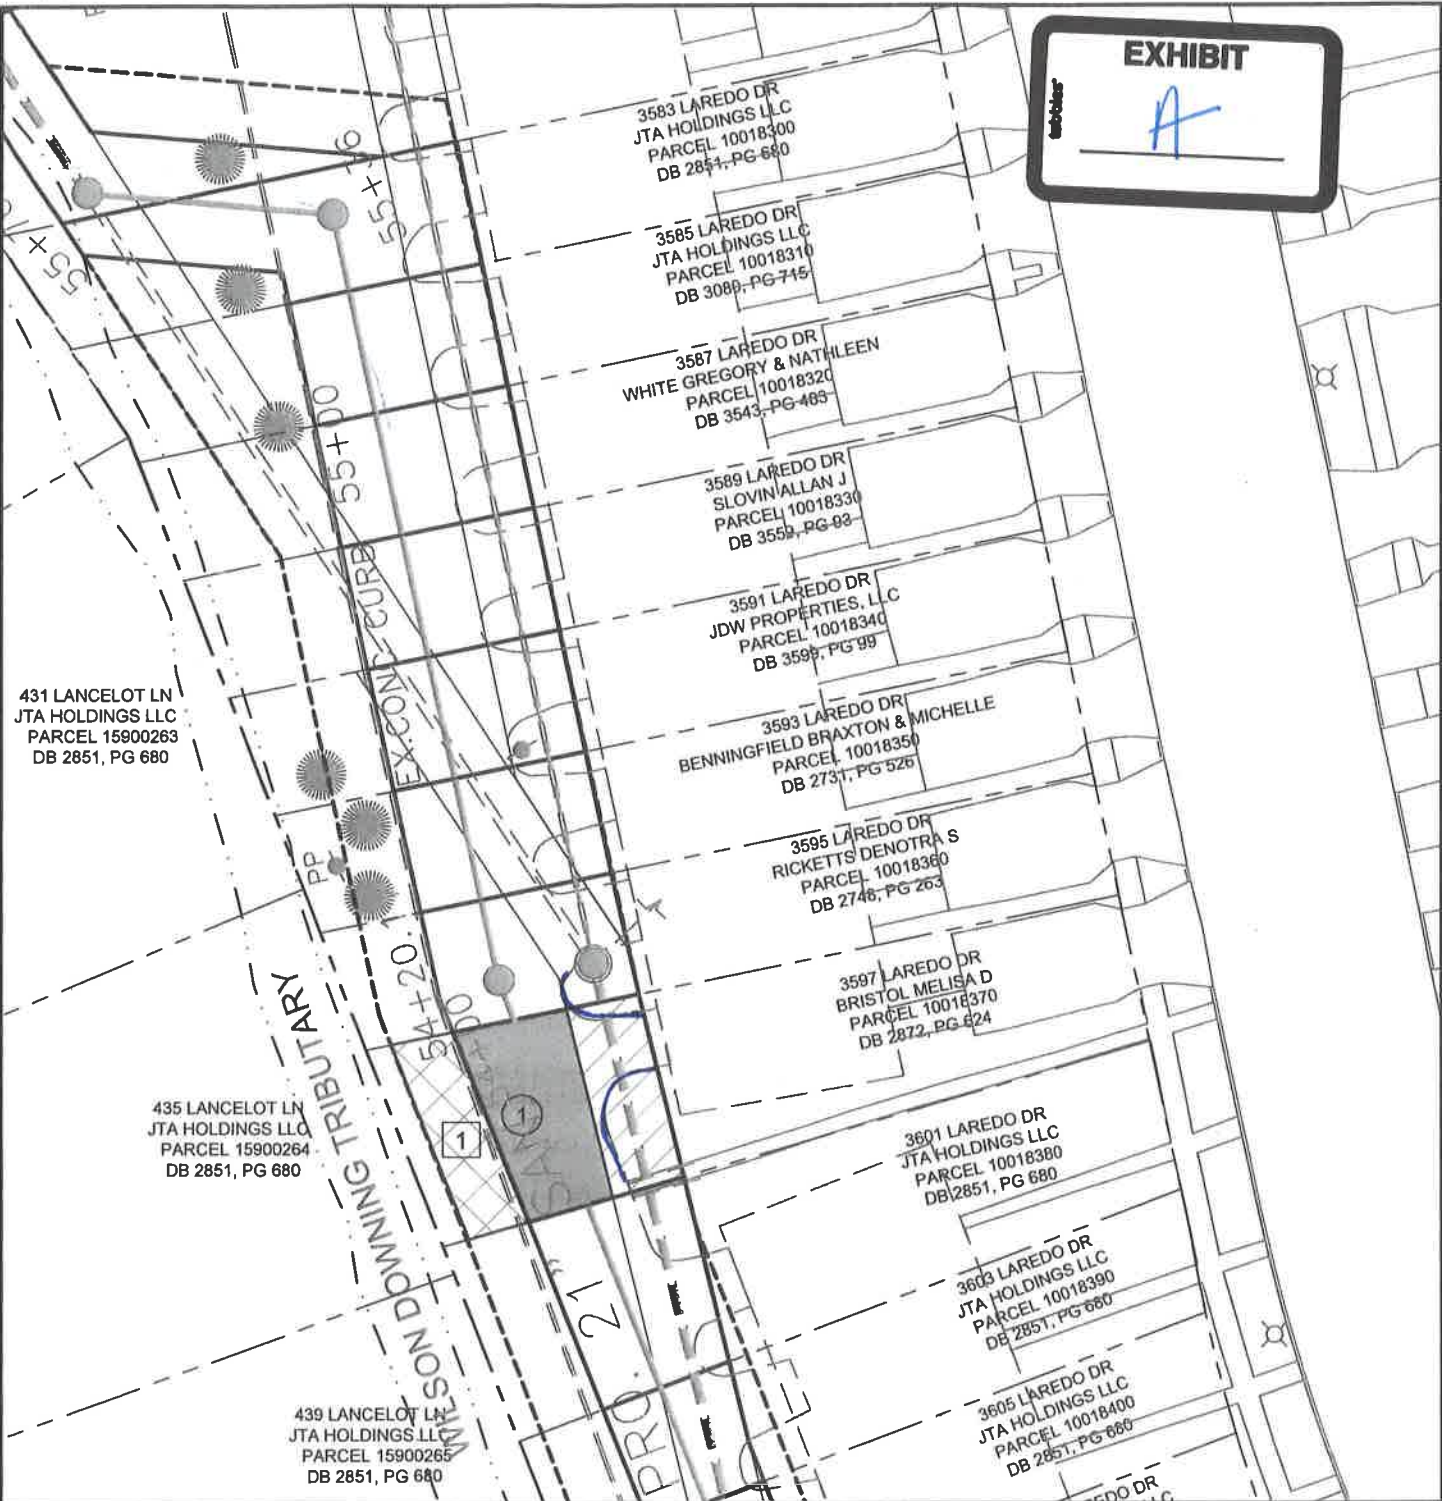 EXHIBIT
tabbies
A
3583 LAREDO DR
JTA HOLDINGS LLC
PARCEL 10018300
DB 2851, PG 680
55+
3585 LAREDO DR
JTA HOLDINGS LLC
PARCEL 10018310
DB 3080, PG 715
3587 LAREDO DR
WHITE GREGORY & NATHLEEN
PARCEL 10018320
DB 3543, PG 483
55+00
3589 LAREDO DR
SLOVIN ALLAN J
PARCEL 10018330
DB 3559, PG 93
EX.CONC CURB
3591 LAREDO DR
JDW PROPERTIES, LLC
PARCEL 10018340
DB 3599, PG 99
431 LANCELOT LN
JTA HOLDINGS LLC
PARCEL 15900263
DB 2851, PG 680
3593 LAREDO DR
BENNINGFIELD BRAXTON & MICHELLE
PARCEL 10018350
DB 2731, PG 526
PP
3595 LAREDO DR
RICKETTS DENOTRA S
PARCEL 10018360
DB 2748, PG 263
54+20.
3597 LAREDO DR
BRISTOL MELISA D
PARCEL 10018370
DB 2872, PG 624
WILSON DOWNING TRIBUTARY
435 LANCELOT LN
JTA HOLDINGS LLC
PARCEL 15900264
DB 2851, PG 680
1
1
3601 LAREDO DR
JTA HOLDINGS LLC
PARCEL 10018380
DB 2851, PG 680
3603 LAREDO DR
JTA HOLDINGS LLC
PARCEL 10018390
DB 2851, PG 680
PRO. 21" SAN
3605 LAREDO DR
JTA HOLDINGS LLC
PARCEL 10018400
DB 2851, PG 680
439 LANCELOT LN
JTA HOLDINGS LLC
PARCEL 15900265
DB 2851, PG 680
DR